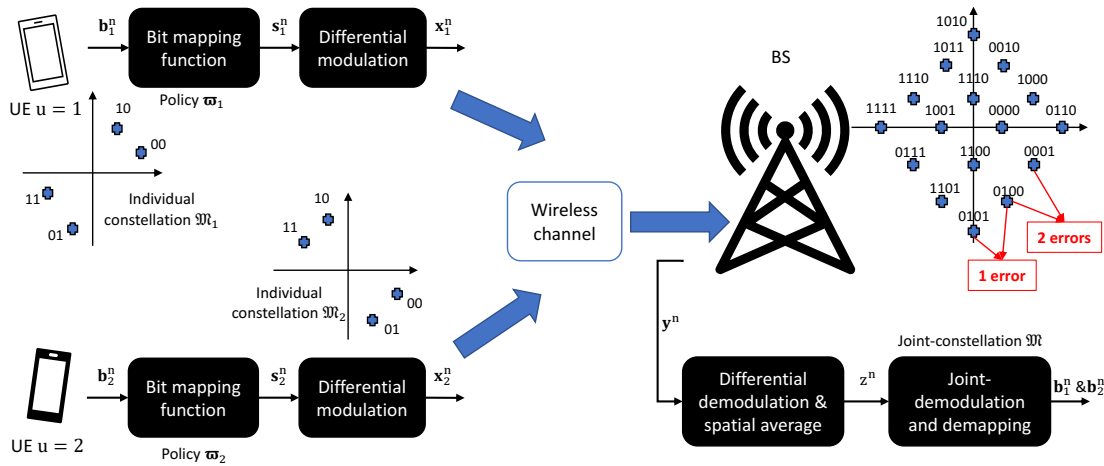 b₁ⁿ
Bit mapping
function
s₁ⁿ
Differential
modulation
x₁ⁿ
Policy ϖ₁
UE u = 1
10
00
11
01
Individual
constellation 𝔐₁
10
11
00
01
Individual
constellation 𝔐₂
b₂ⁿ
Bit mapping
function
s₂ⁿ
Differential
modulation
x₂ⁿ
Policy ϖ₂
UE u = 2
Wireless
channel
BS
yⁿ
1010
1011
0010
1110
1110
1000
1111
1001
0000
0110
0111
1100
0001
1101
0100
0101
2 errors
1 error
Joint-constellation 𝔐
Differential
demodulation &
spatial average
zⁿ
Joint-
demodulation
and demapping
b₁ⁿ &b₂ⁿ